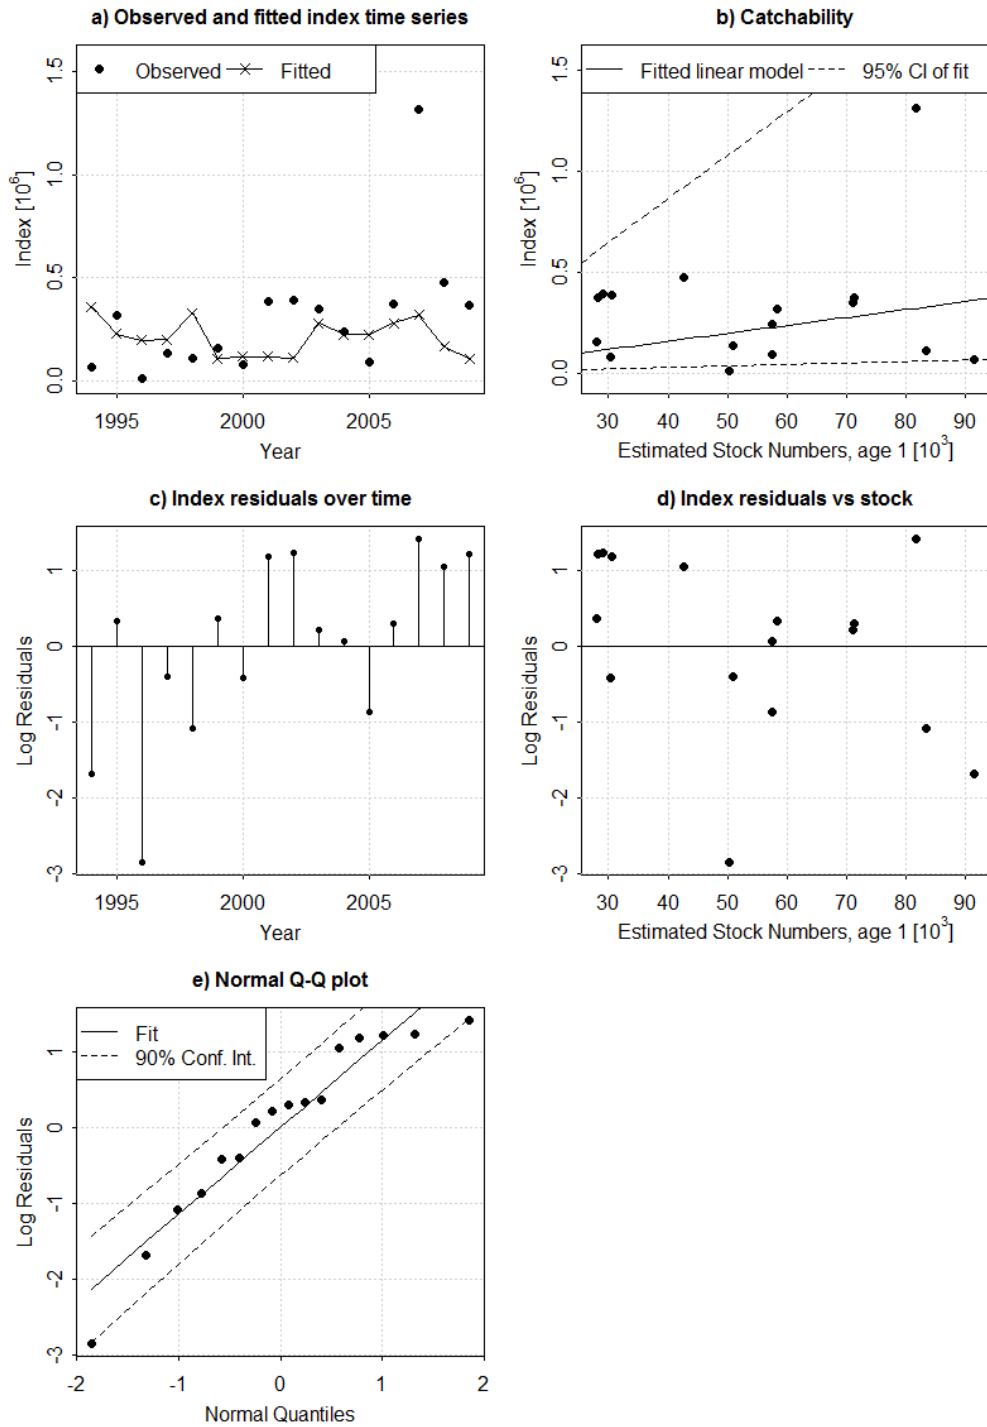 a) Observed and fitted index time series
Observed Fitted
Index [10^6]
0.0 0.5 1.0 1.5
1995 2000 2005
Year
b) Catchability
Fitted linear model 95% CI of fit
Index [10^6]
0.0 0.5 1.0 1.5
30 40 50 60 70 80 90
Estimated Stock Numbers, age 1 [10^3]
c) Index residuals over time
Log Residuals
-3 -2 -1 0 1
1995 2000 2005
Year
d) Index residuals vs stock
Log Residuals
-3 -2 -1 0 1
30 40 50 60 70 80 90
Estimated Stock Numbers, age 1 [10^3]
e) Normal Q-Q plot
Fit
90% Conf. Int.
Log Residuals
-3 -2 -1 0 1
-2 -1 0 1 2
Normal Quantiles